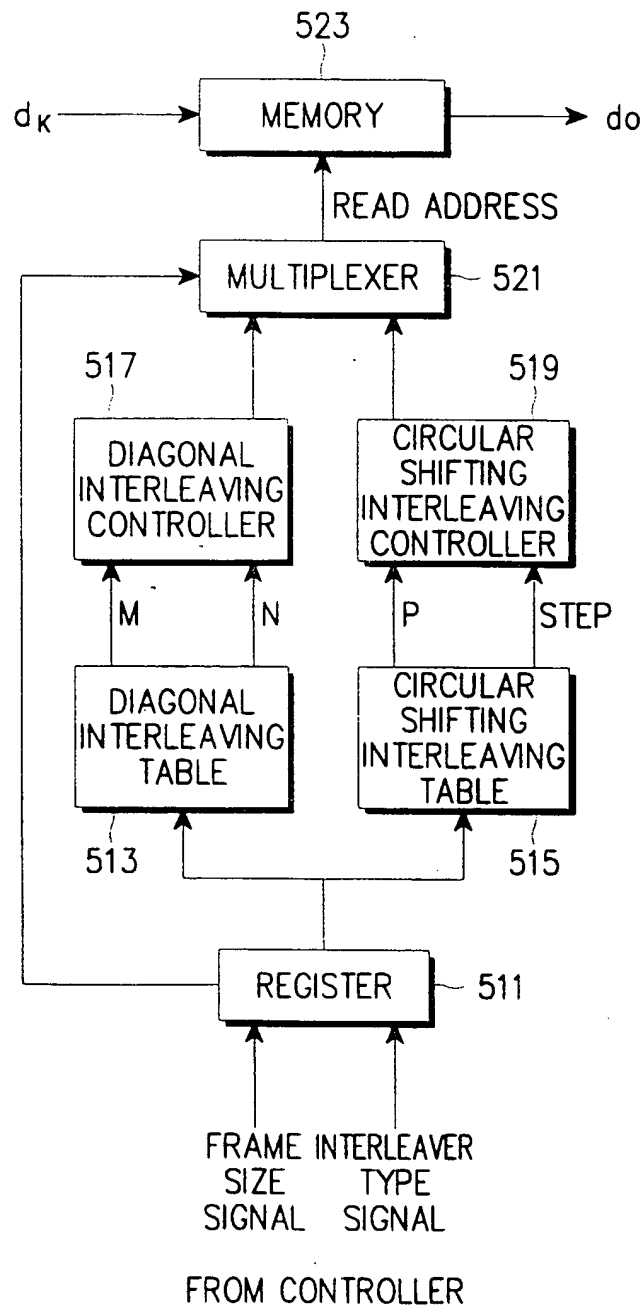 523
dK
MEMORY
do
READ ADDRESS
MULTIPLEXER
521
517
519
DIAGONAL
INTERLEAVING
CONTROLLER
CIRCULAR
SHIFTING
INTERLEAVING
CONTROLLER
M
N
P
STEP
DIAGONAL
INTERLEAVING
TABLE
CIRCULAR
SHIFTING
INTERLEAVING
TABLE
513
515
REGISTER
511
FRAME
SIZE
SIGNAL
INTERLEAVER
TYPE
SIGNAL
FROM CONTROLLER